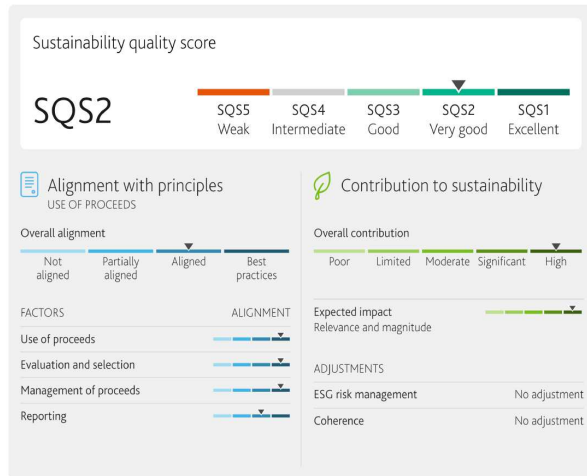 Sustainability quality score
SQS2
SQS5 SQS4 SQS3 SQS2 SQS1
Weak Intermediate Good Very good Excellent
Alignment with principles
USE OF PROCEEDS
Overall alignment
Not aligned Partially aligned Aligned Best practices
FACTORS ALIGNMENT
Use of proceeds
Evaluation and selection
Management of proceeds
Reporting
Contribution to sustainability
Overall contribution
Poor Limited Moderate Significant High
Expected impact
Relevance and magnitude
ADJUSTMENTS
ESG risk management No adjustment
Coherence No adjustment